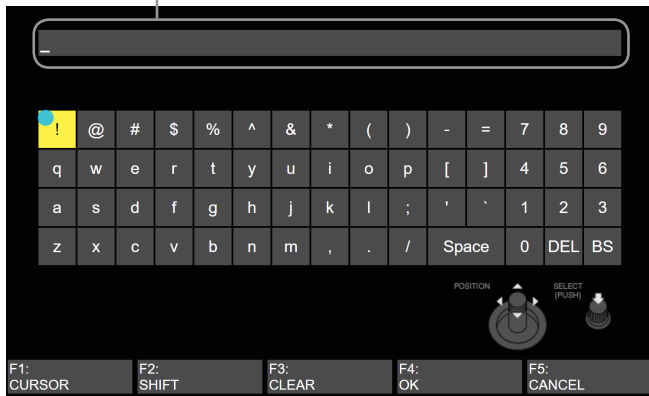 _
! @ # $ % ^ & * ( ) - = 7 8 9
q w e r t y u i o p [ ] 4 5 6
a s d f g h j k l ; ' ` 1 2 3
z x c v b n m , . / Space 0 DEL BS
POSITION SELECT
(PUSH)
F1: F2: F3: F4: F5:
CURSOR SHIFT CLEAR OK CANCEL